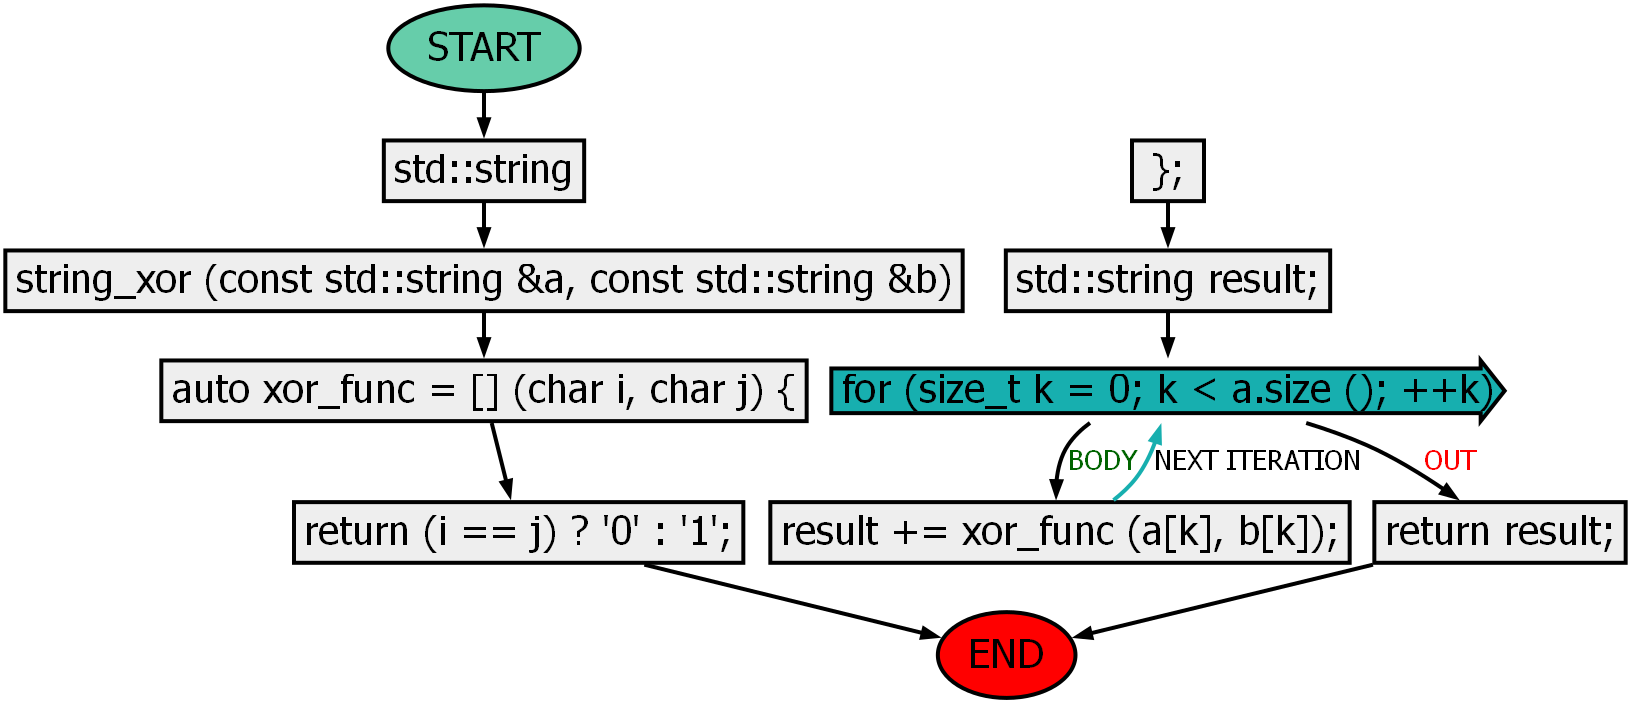 START
std::string
string_xor (const std::string &a, const std::string &b)
auto xor_func = [] (char i, char j) {
return (i == j) ? '0' : '1';
};
std::string result;
for (size_t k = 0; k < a.size (); ++k)
BODY
NEXT ITERATION
OUT
result += xor_func (a[k], b[k]);
return result;
END